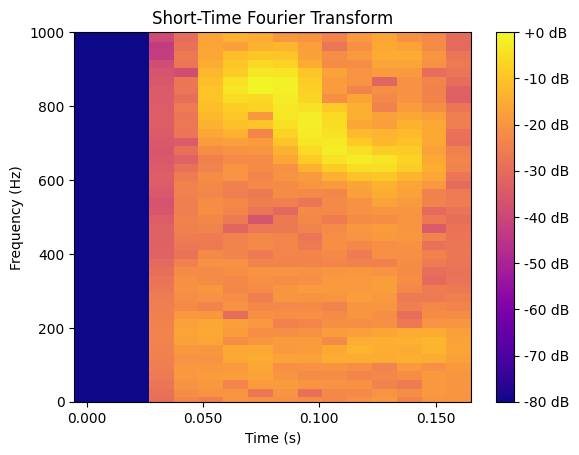 Short-Time Fourier Transform
1000
800
600
400
200
0
Frequency (Hz)
0.000
0.050
0.100
0.150
Time (s)
+0 dB
-10 dB
-20 dB
-30 dB
-40 dB
-50 dB
-60 dB
-70 dB
-80 dB